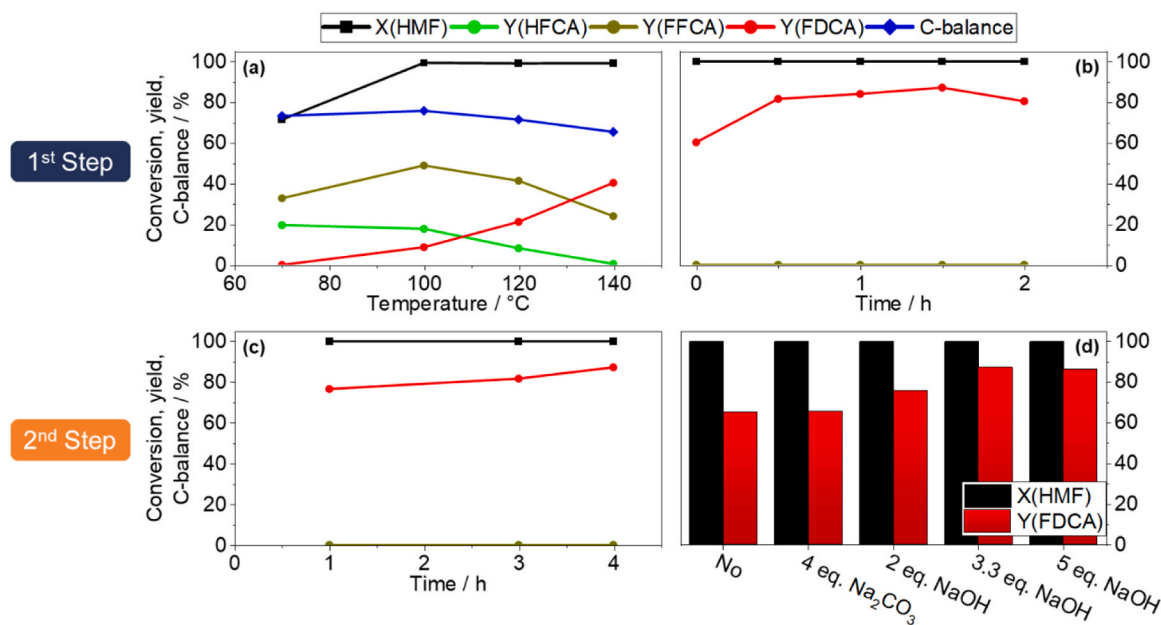 X(HMF) Y(HFCA) Y(FFCA) Y(FDCA) C-balance
1st Step
Conversion, yield,
C-balance / %
100
80
60
40
20
0
(a)
60 80 100 120 140
Temperature / °C
(b)
100
80
60
40
20
0
0 1 2
Time / h
2nd Step
Conversion, yield,
C-balance / %
100
80
60
40
20
0
(c)
0 1 2 3 4
Time / h
(d)
100
80
60
40
20
0
X(HMF)
Y(FDCA)
No
4 eq. Na2CO3
2 eq. NaOH
3.3 eq. NaOH
5 eq. NaOH